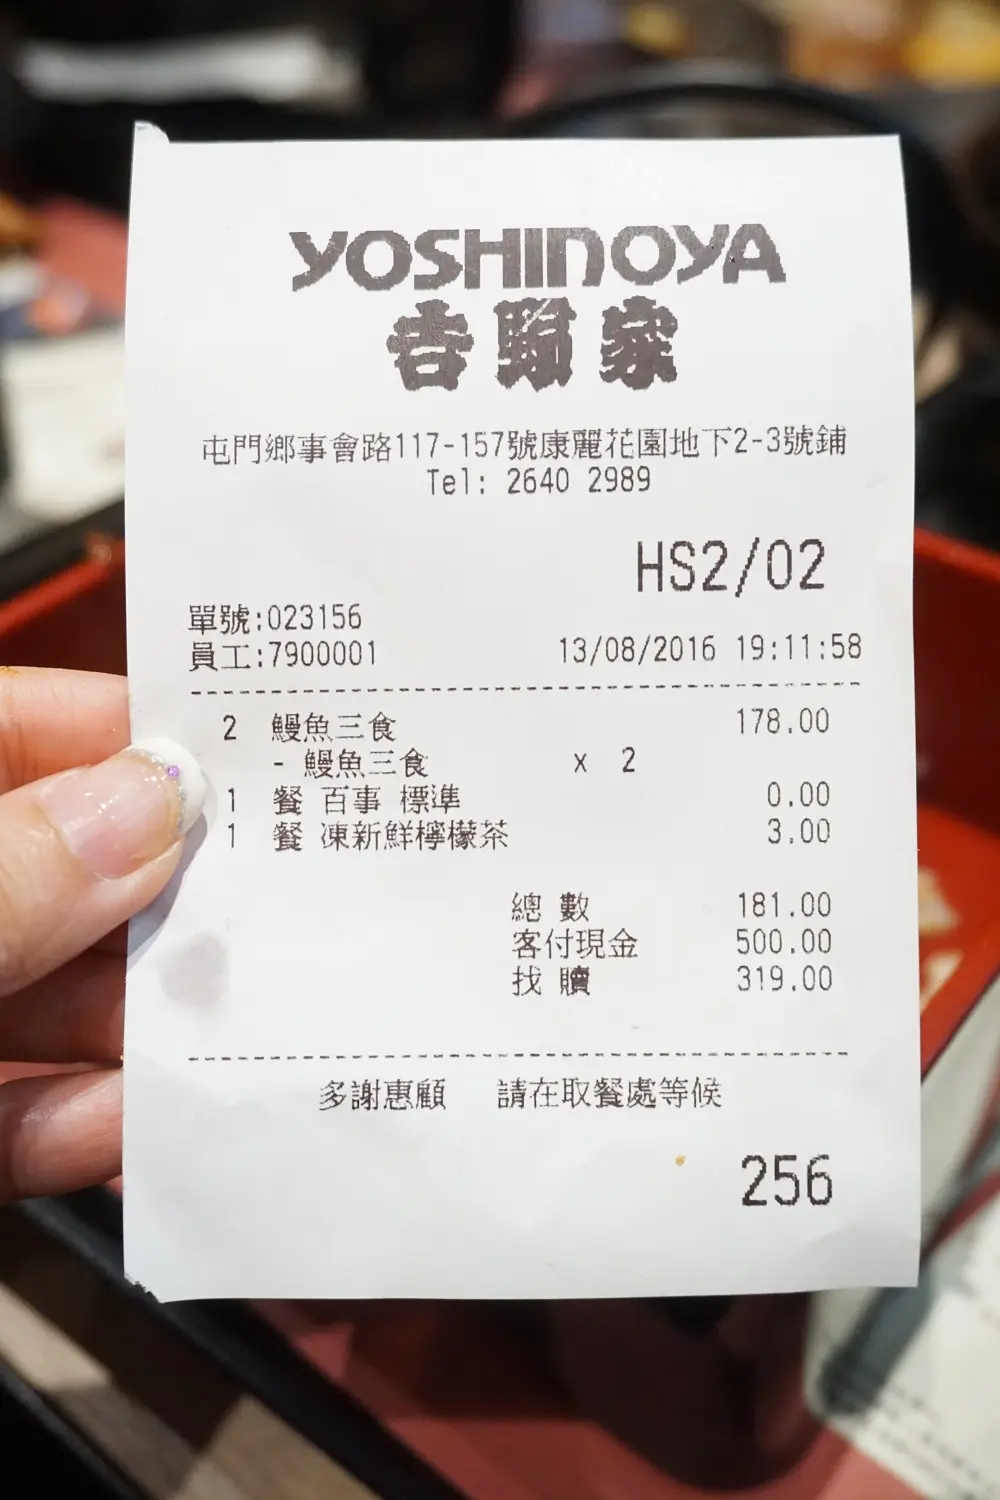 YOSHINOYA
吉野家
屯門鄉事會路117-157號康麗花園地下2-3號鋪
Tel: 2640 2989
HS2/02
單號:023156
員工:7900001 13/08/2016 19:11:58
2 鰻魚三食 178.00
- 鰻魚三食 x 2
1 餐 百事 標準 0.00
1 餐 凍新鮮檸檬茶 3.00
總 數 181.00
客付現金 500.00
找 贖 319.00
多謝惠顧 請在取餐處等候
256